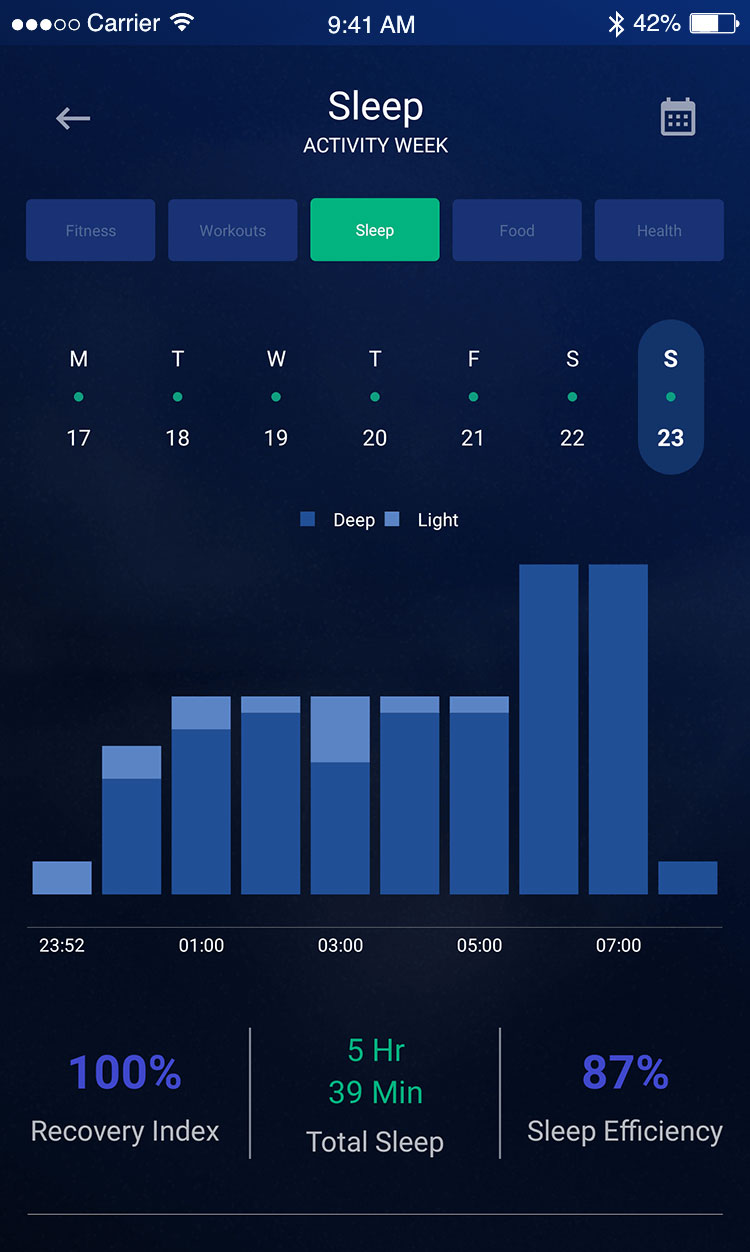 Carrier 9:41 AM 42%
Sleep
ACTIVITY WEEK
Fitness Workouts Sleep Food Health
M T W T F S S
17 18 19 20 21 22 23
Deep Light
23:52 01:00 03:00 05:00 07:00
100% 5 Hr 39 Min 87%
Recovery Index Total Sleep Sleep Efficiency